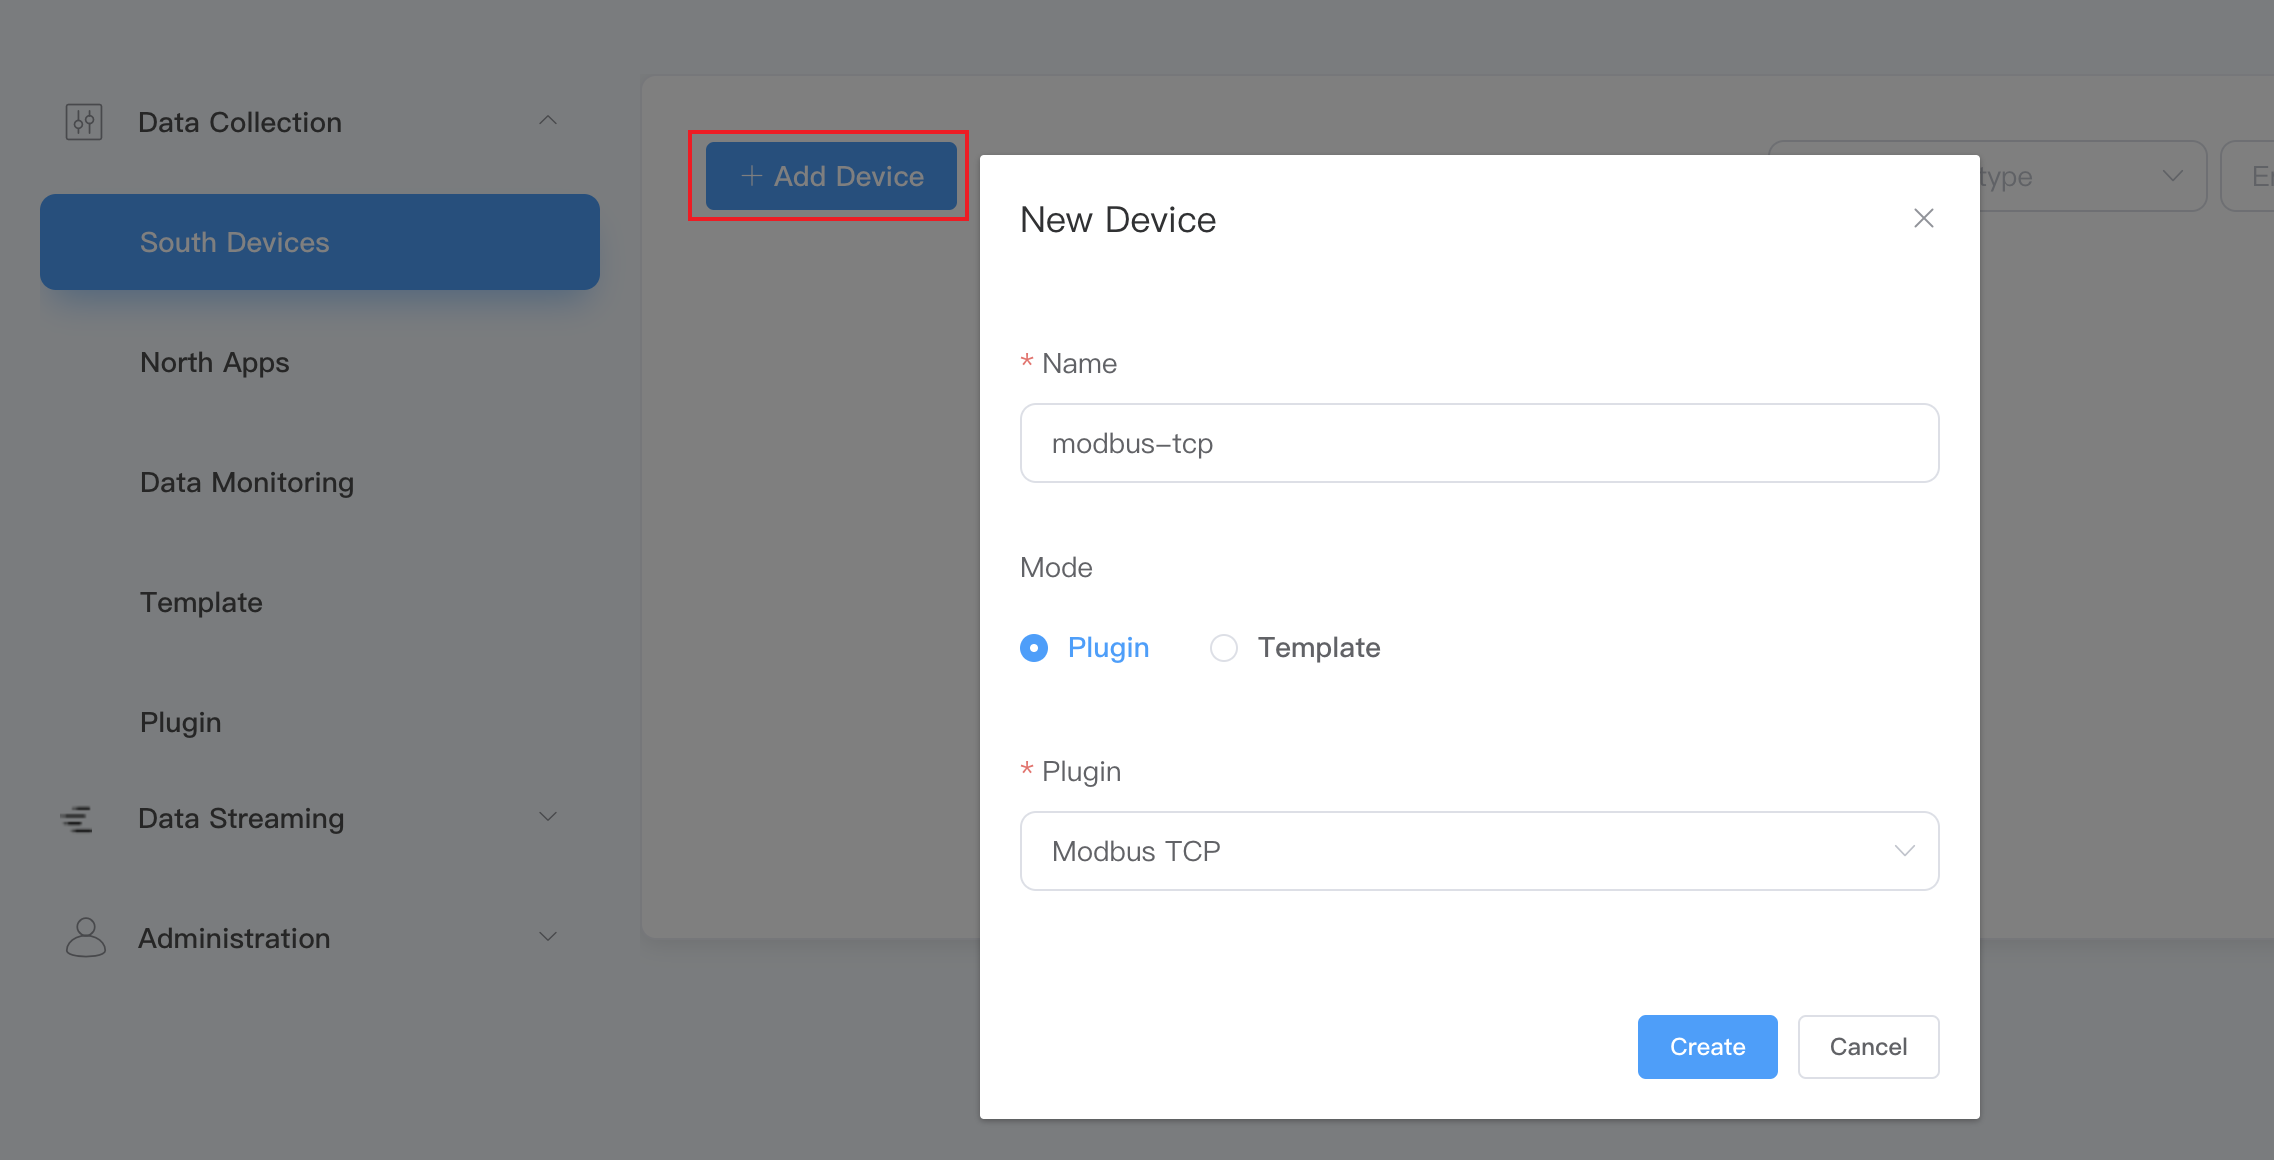 Data Collection
South Devices
North Apps
Data Monitoring
Template
Plugin
Data Streaming
Administration
+ Add Device
type
New Device
* Name
modbus-tcp
Mode
Plugin Template
* Plugin
Modbus TCP
Create Cancel